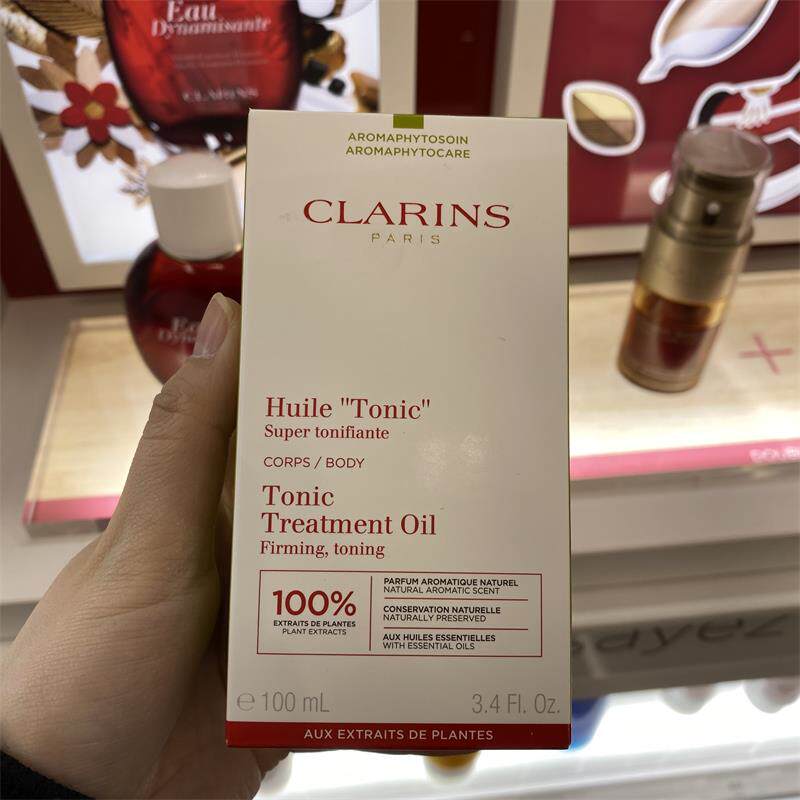 Eau
Dynamisante
CLARINS
AROMAPHYTOSOIN
AROMAPHYTOCARE
CLARINS
PARIS
Huile "Tonic"
Super tonifiante
CORPS / BODY
Tonic
Treatment Oil
Firming, toning
100%
EXTRAITS DE PLANTES
PLANT EXTRACTS
PARFUM AROMATIQUE NATUREL
NATURAL AROMATIC SCENT
CONSERVATION NATURELLE
NATURALLY PRESERVED
AUX HUILES ESSENTIELLES
WITH ESSENTIAL OILS
℮ 100 mL
3.4 Fl. Oz.
AUX EXTRAITS DE PLANTES